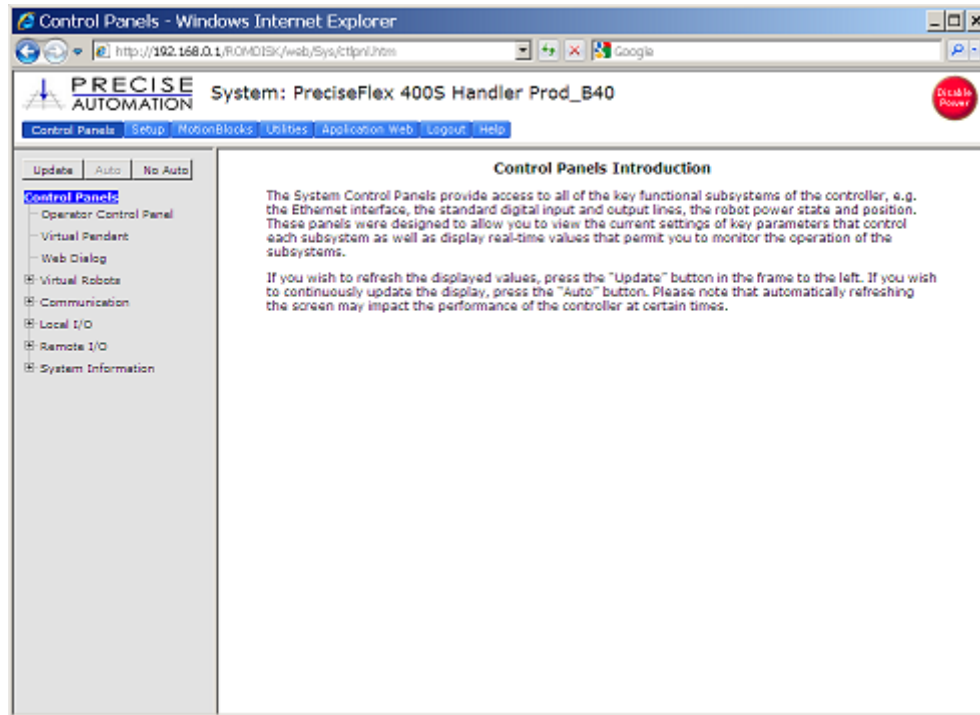 Control Panels - Windows Internet Explorer
http://192.168.0.1/ROMDISK/web/Sys/ctlpnl.htm
Google
PRECISE
AUTOMATION
System: PreciseFlex 400S Handler Prod_B40
Disable
Power
Control Panels Setup MotionBlocks Utilities Application Web Logout Help
Update Auto No Auto
Control Panels
Operator Control Panel
Virtual Pendant
Web Dialog
Virtual Robots
Communication
Local I/O
Remote I/O
System Information
Control Panels Introduction
The System Control Panels provide access to all of the key functional subsystems of the controller, e.g.
the Ethernet interface, the standard digital input and output lines, the robot power state and position.
These panels were designed to allow you to view the current settings of key parameters that control
each subsystem as well as display real-time values that permit you to monitor the operation of the
subsystems.
If you wish to refresh the displayed values, press the "Update" button in the frame to the left. If you wish
to continuously update the display, press the "Auto" button. Please note that automatically refreshing
the screen may impact the performance of the controller at certain times.